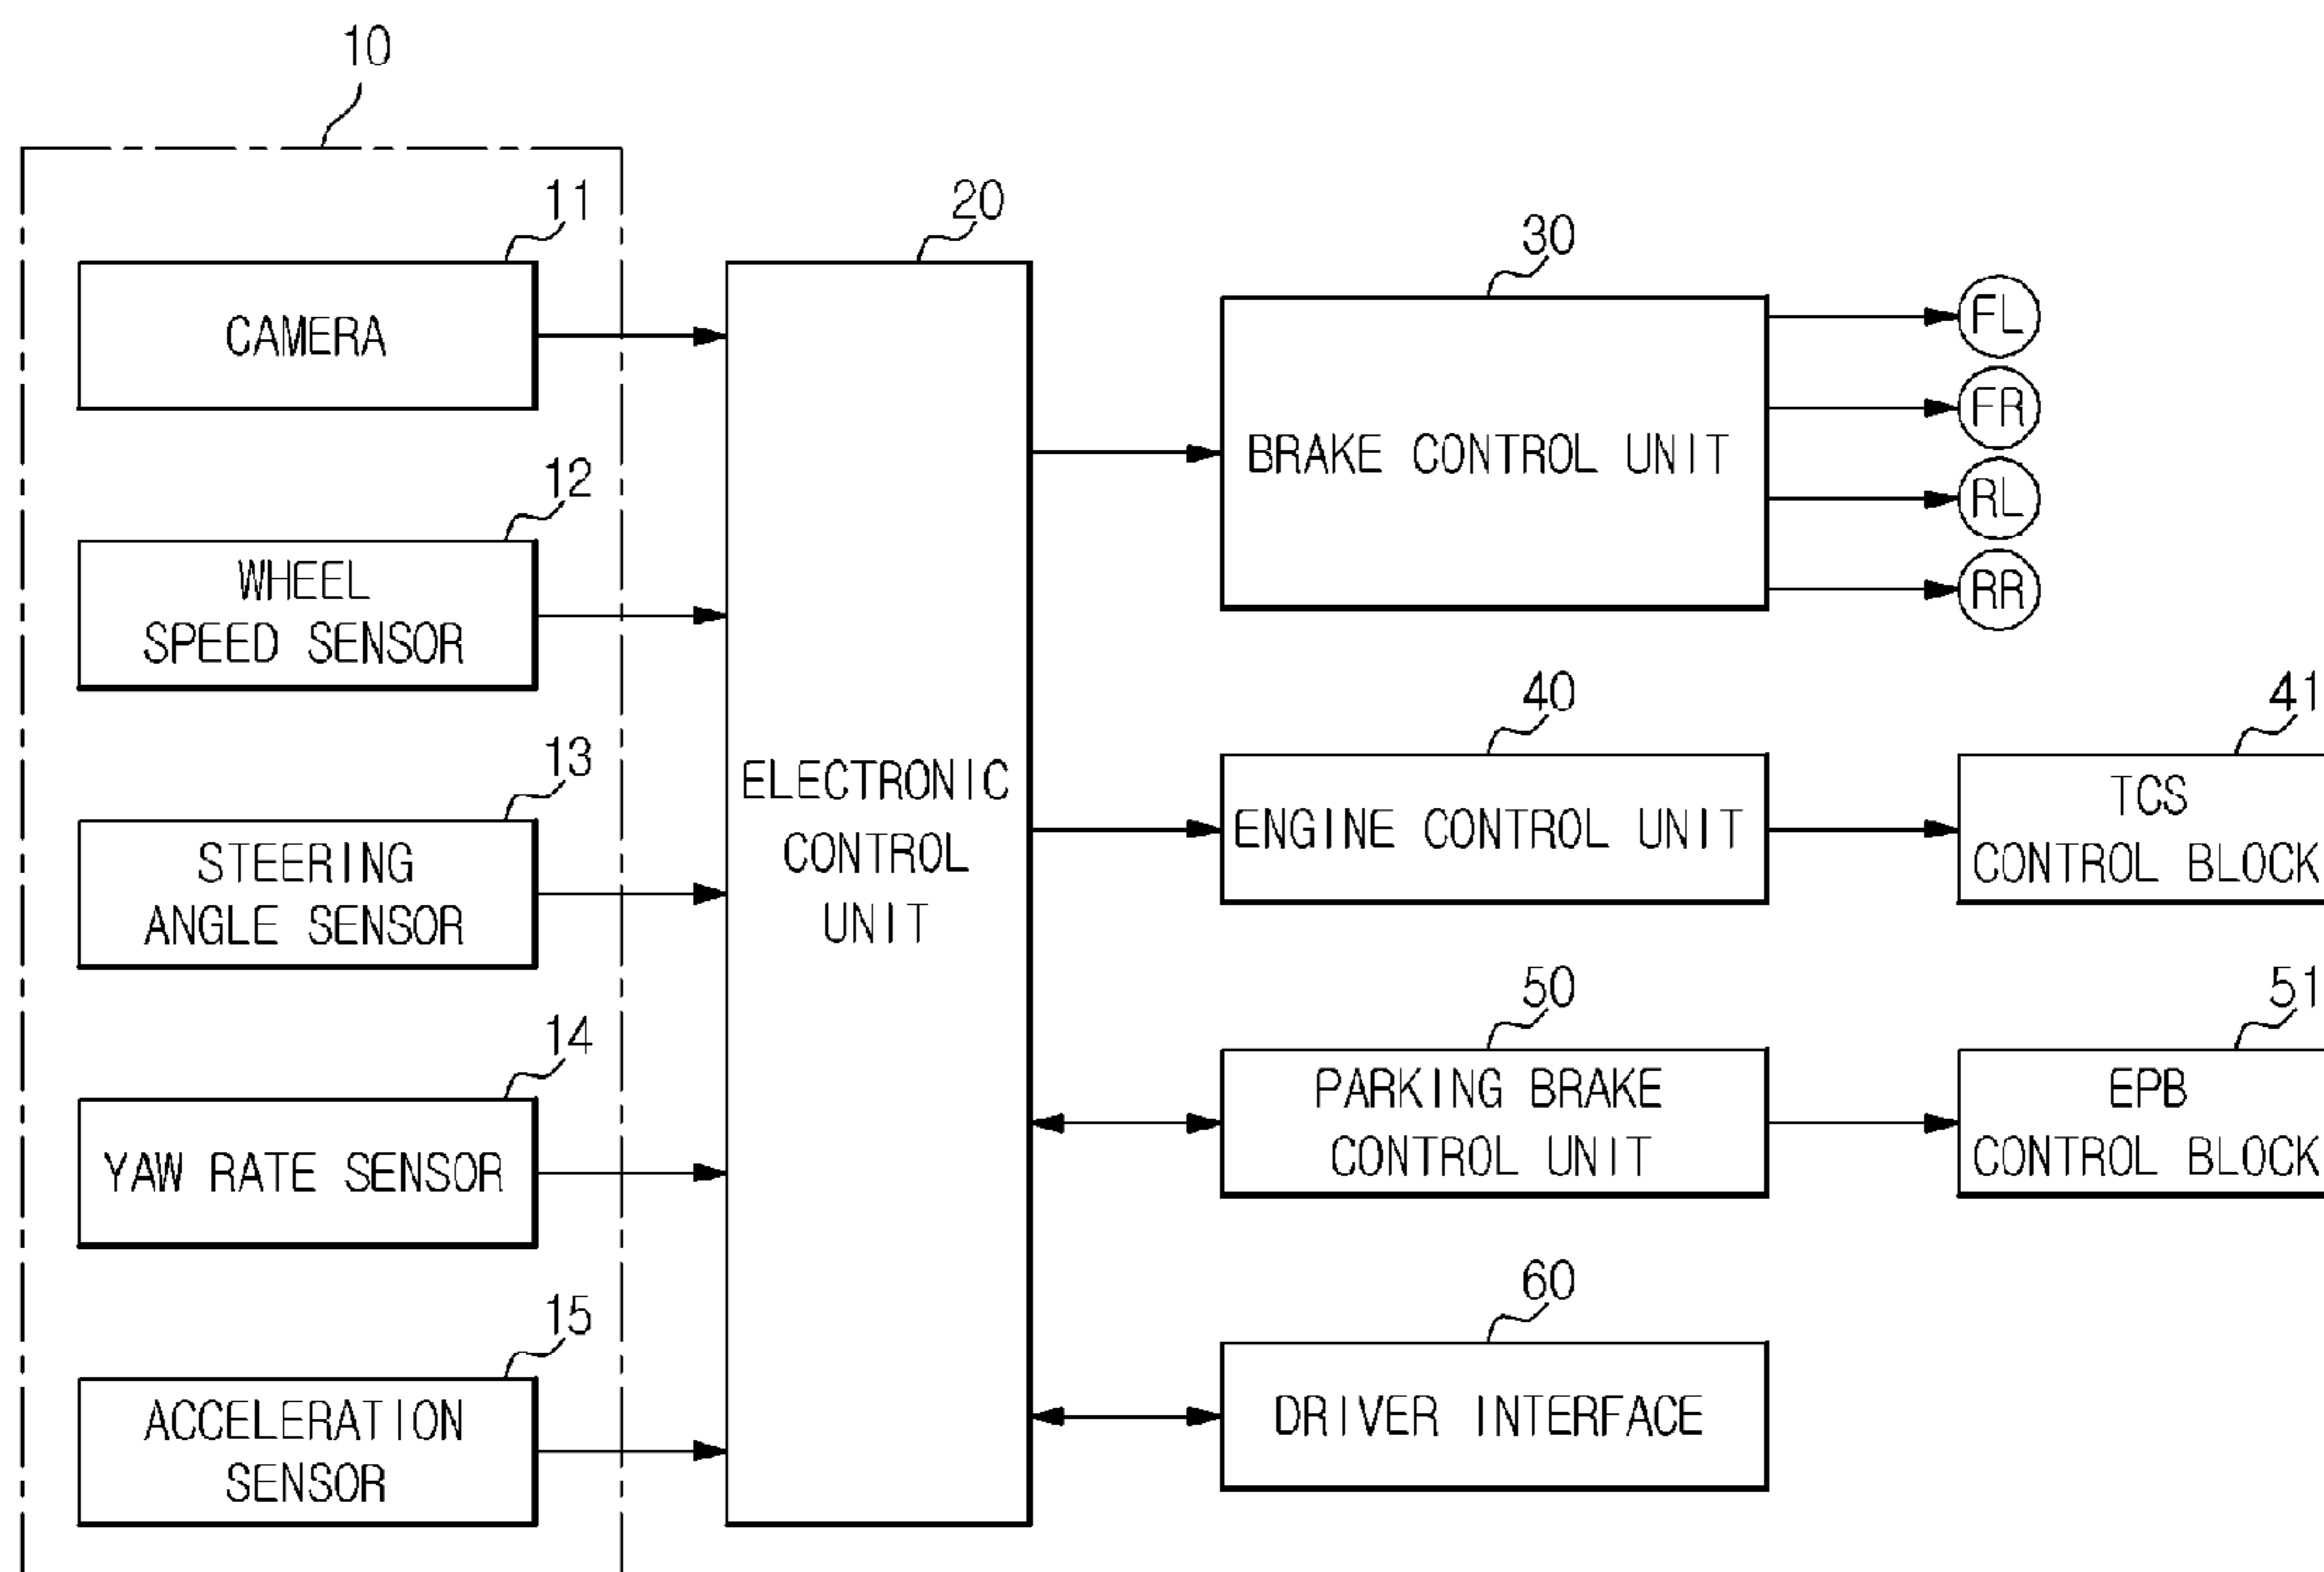 10
11
CAMERA
12
WHEEL
SPEED SENSOR
13
STEERING
ANGLE SENSOR
14
YAW RATE SENSOR
15
ACCELERATION
SENSOR
20
ELECTRONIC
CONTROL
UNIT
30
BRAKE CONTROL UNIT
FL
FR
RL
RR
40
ENGINE CONTROL UNIT
41
TCS
CONTROL BLOCK
50
PARKING BRAKE
CONTROL UNIT
51
EPB
CONTROL BLOCK
60
DRIVER INTERFACE